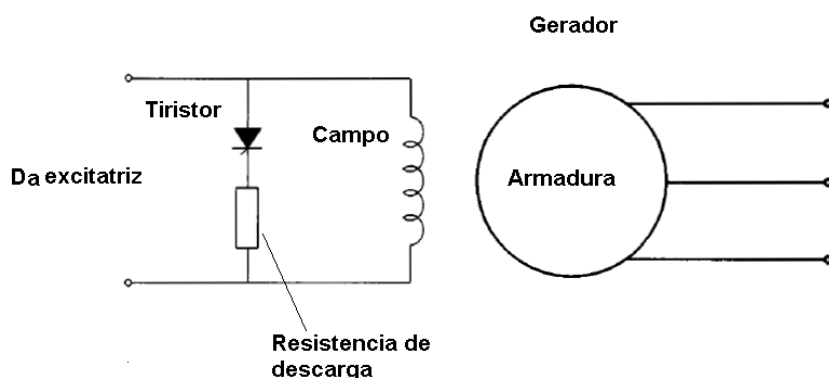 Gerador
Tiristor
Campo
Da excitatriz
Armadura
Resistencia de
descarga